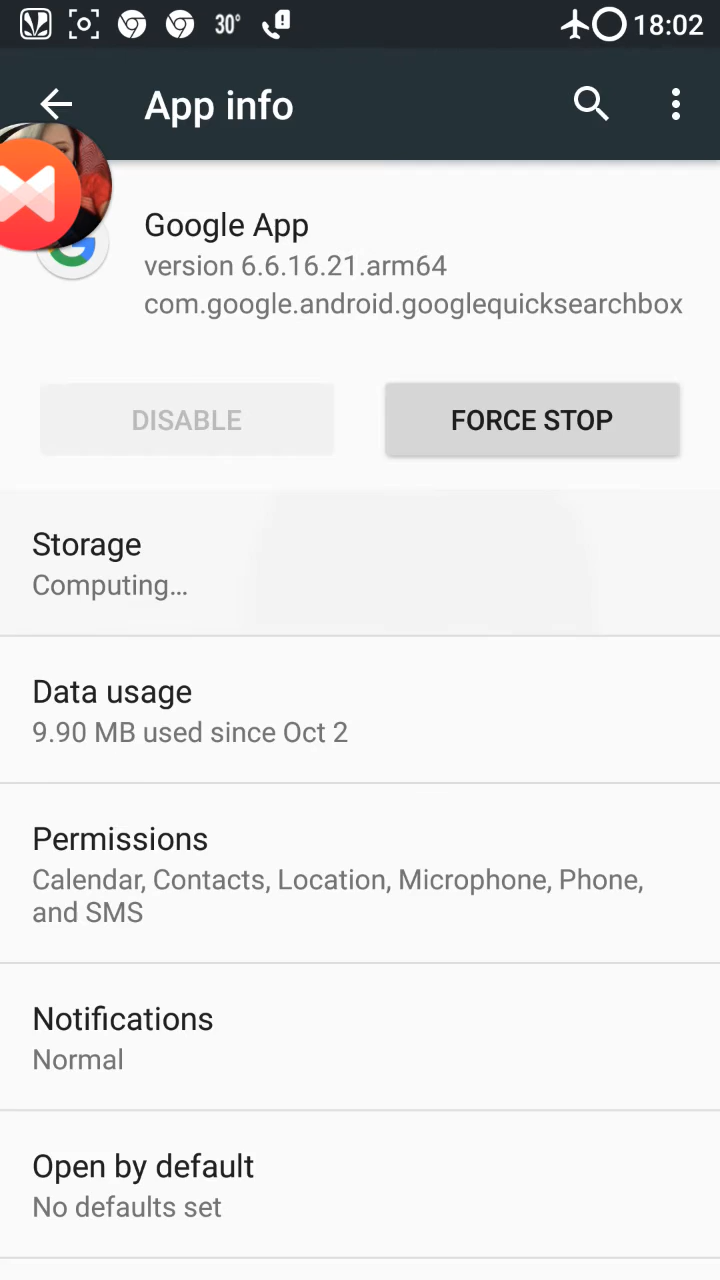 30° 18:02
App info
Google App
version 6.6.16.21.arm64
com.google.android.googlequicksearchbox
DISABLE FORCE STOP
Storage
Computing...
Data usage
9.90 MB used since Oct 2
Permissions
Calendar, Contacts, Location, Microphone, Phone,
and SMS
Notifications
Normal
Open by default
No defaults set